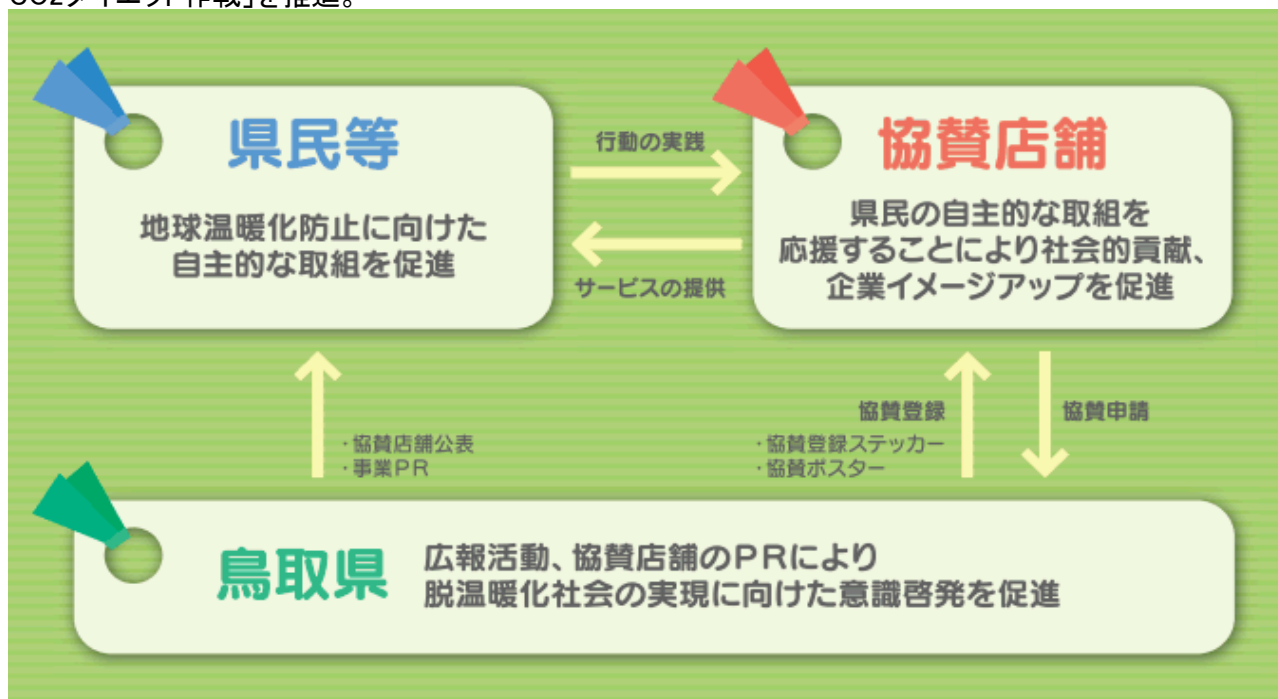 CO2ダイエット作戦」を推進。
県民等
地球温暖化防止に向けた
自主的な取組を促進
行動の実践
サービスの提供
協賛店舗
県民の自主的な取組を
応援することにより社会的貢献、
企業イメージアップを促進
・協賛店舗公表
・事業PR
協賛登録
・協賛登録ステッカー
・協賛ポスター
協賛申請
鳥取県
広報活動、協賛店舗のPRにより
脱温暖化社会の実現に向けた意識啓発を促進